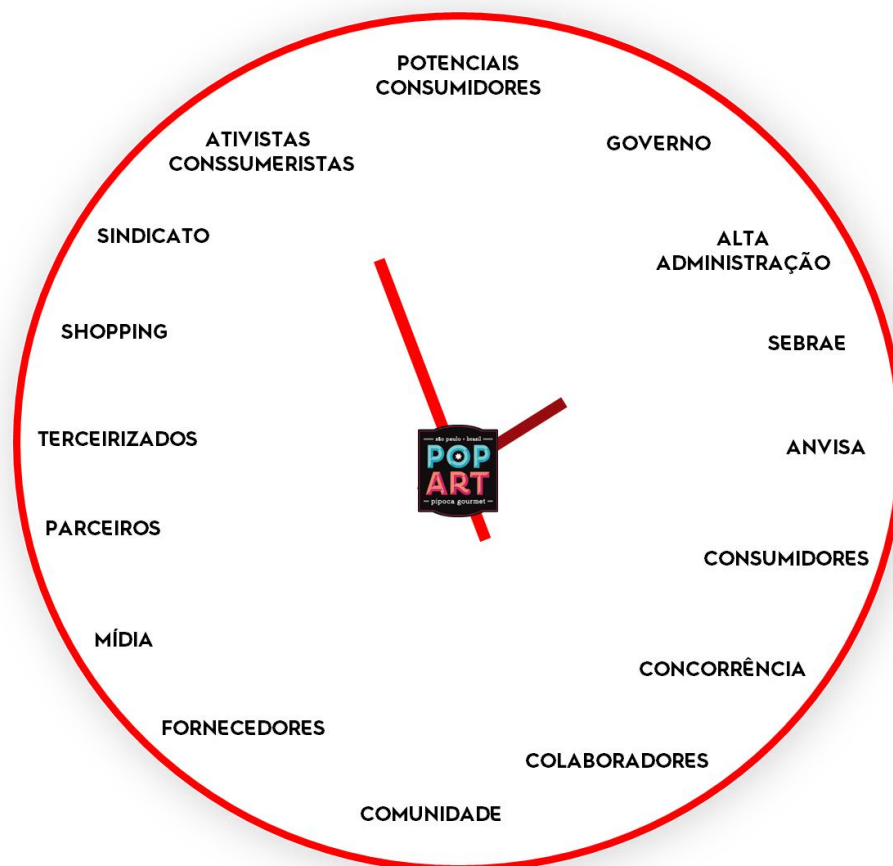 POTENCIAIS
CONSUMIDORES
GOVERNO
ALTA
ADMINISTRAÇÃO
SEBRAE
ANVISA
CONSUMIDORES
CONCORRÊNCIA
COLABORADORES
COMUNIDADE
FORNECEDORES
MÍDIA
PARCEIROS
TERCEIRIZADOS
SHOPPING
SINDICATO
ATIVISTAS
CONSSUMERISTAS
são paulo • brasil
POP
ART
pipoca gourmet